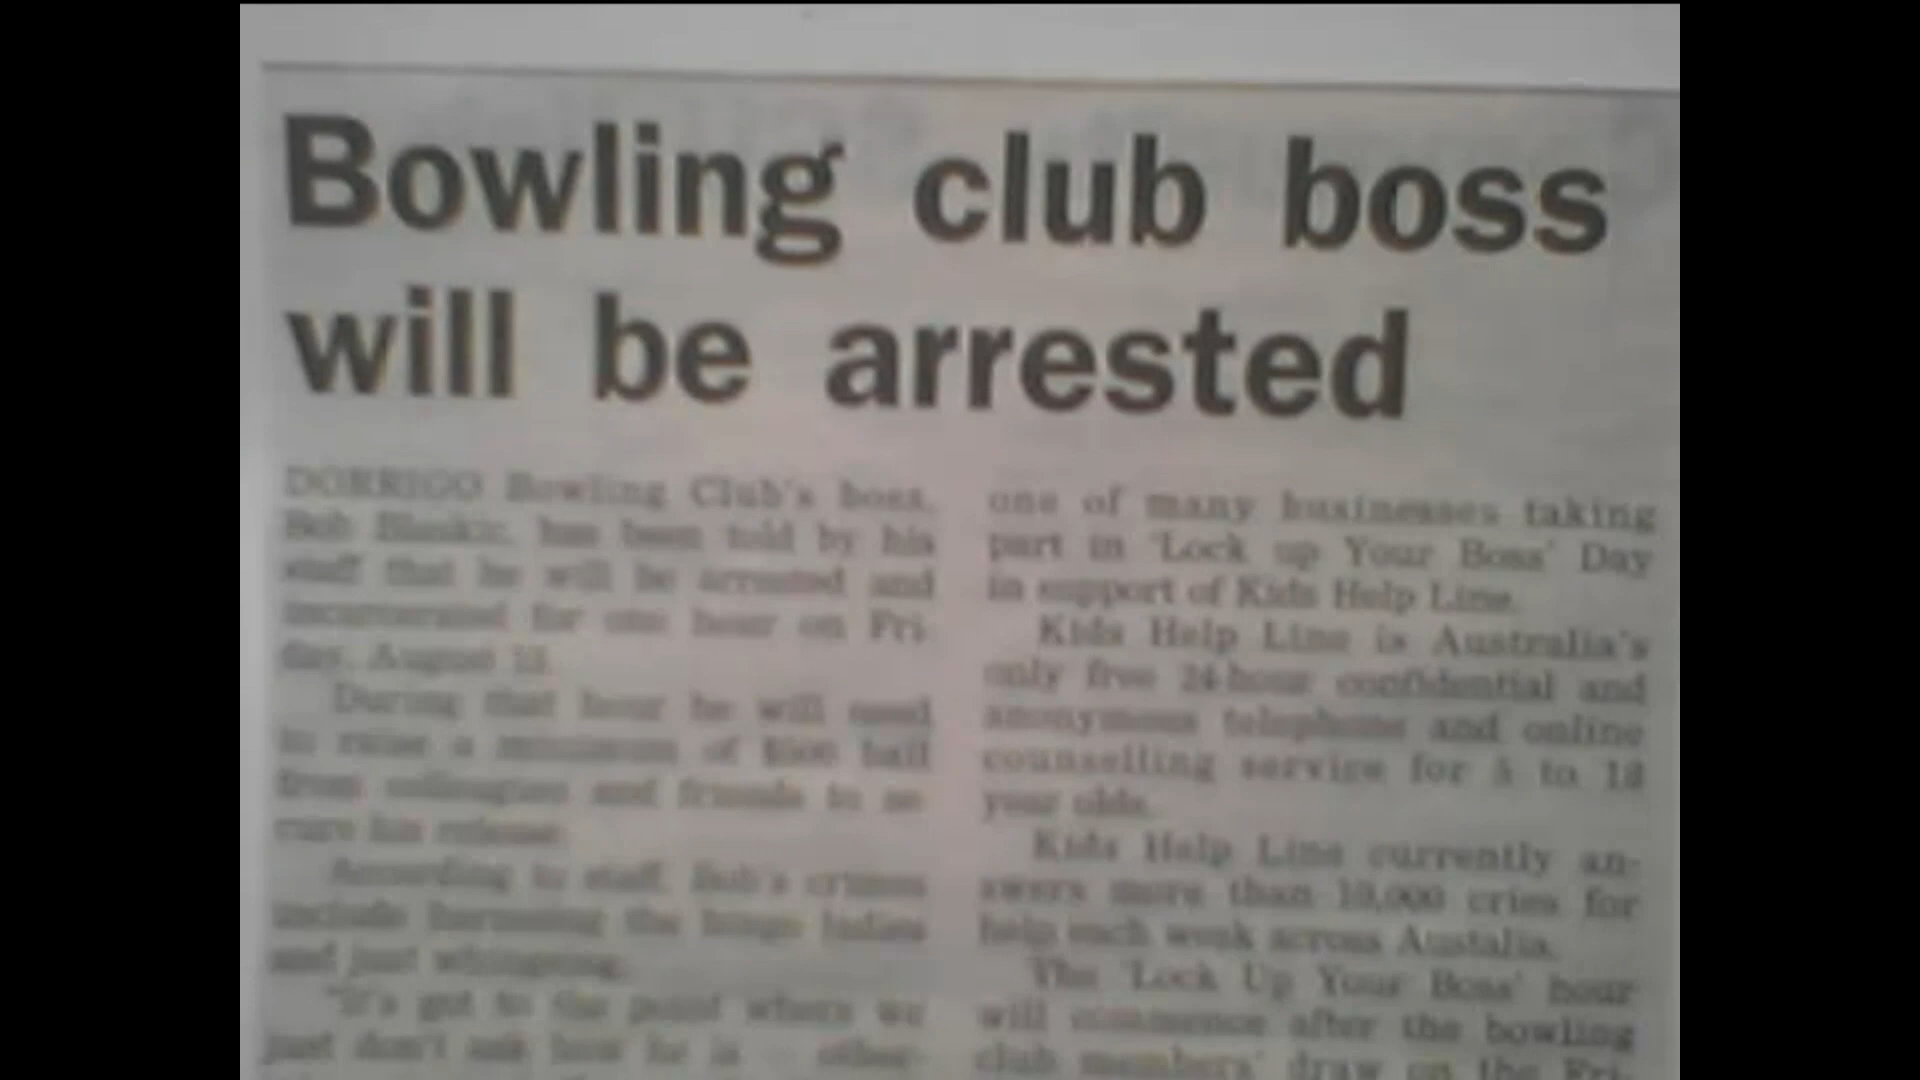 Bowling club boss
will be arrested
DORRIGO Bowling Club's boss,
Bob has been told by his
staff that he will be arrested and
incarcerated for one hour on Fri-
day, August
During that hour he will need
to raise a minimum of bail
from colleagues and friends to se-
cure his release.
According to staff, Bob's crimes
include harassing the bingo ladies
and just whingeing.
"It's got to the point where we
just don't ask how he is - other-
one of many businesses taking
part in 'Lock up Your Boss' Day
in support of Kids Help Line.
Kids Help Line is Australia's
only free 24-hour confidential and
anonymous telephone and online
counselling service for 5 to 18
year olds.
Kids Help Line currently an-
swers more than 10,000 cries for
help each week across Austalia.
The 'Lock Up Your Boss' hour
will commence after the bowling
club members' draw on the Fri-